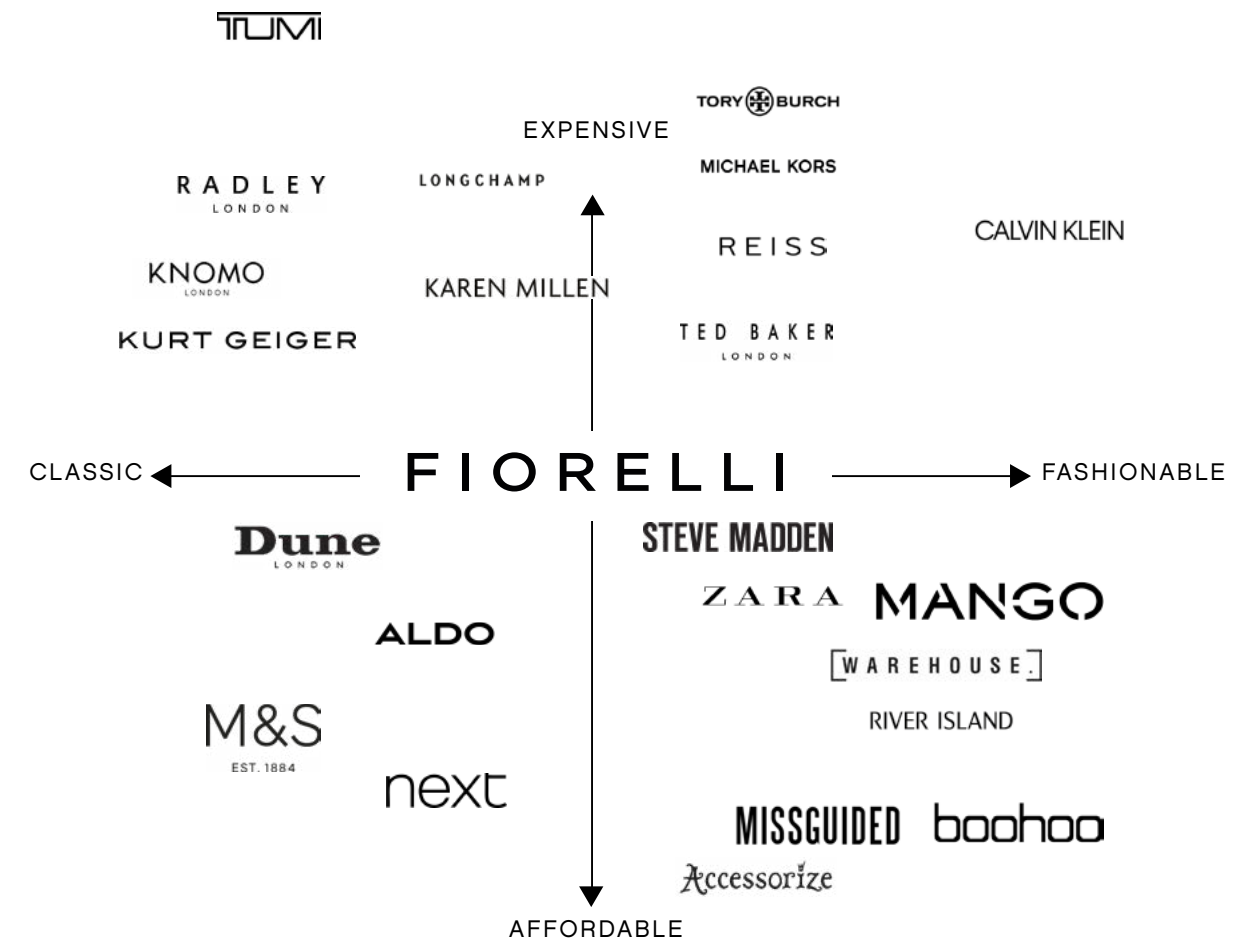 TUMI
TORY BURCH
EXPENSIVE
MICHAEL KORS
RADLEY
LONDON
LONGCHAMP
REISS
CALVIN KLEIN
KNOMO
LONDON
KAREN MILLEN
KURT GEIGER
TED BAKER
LONDON
CLASSIC
FIORELLI
FASHIONABLE
Dune
LONDON
STEVE MADDEN
ZARA
MANGO
ALDO
[WAREHOUSE.]
RIVER ISLAND
M&S
EST. 1884
next
MISSGUIDED
boohoo
Accessorize
AFFORDABLE